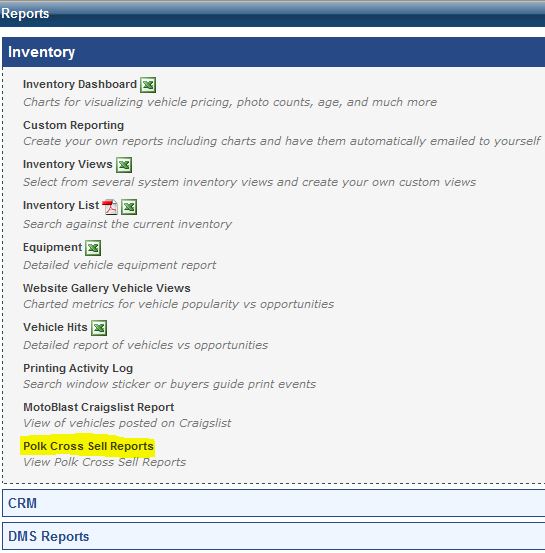 Reports
Inventory
Inventory Dashboard
Charts for visualizing vehicle pricing, photo counts, age, and much more
Custom Reporting
Create your own reports including charts and have them automatically emailed to yourself
Inventory Views
Select from several system inventory views and create your own custom views
Inventory List
Search against the current inventory
Equipment
Detailed vehicle equipment report
Website Gallery Vehicle Views
Charted metrics for vehicle popularity vs opportunities
Vehicle Hits
Detailed report of vehicles vs opportunities
Printing Activity Log
Search window sticker or buyers guide print events
MotoBlast Craigslist Report
View of vehicles posted on Craigslist
Polk Cross Sell Reports
View Polk Cross Sell Reports
CRM
DMS Reports